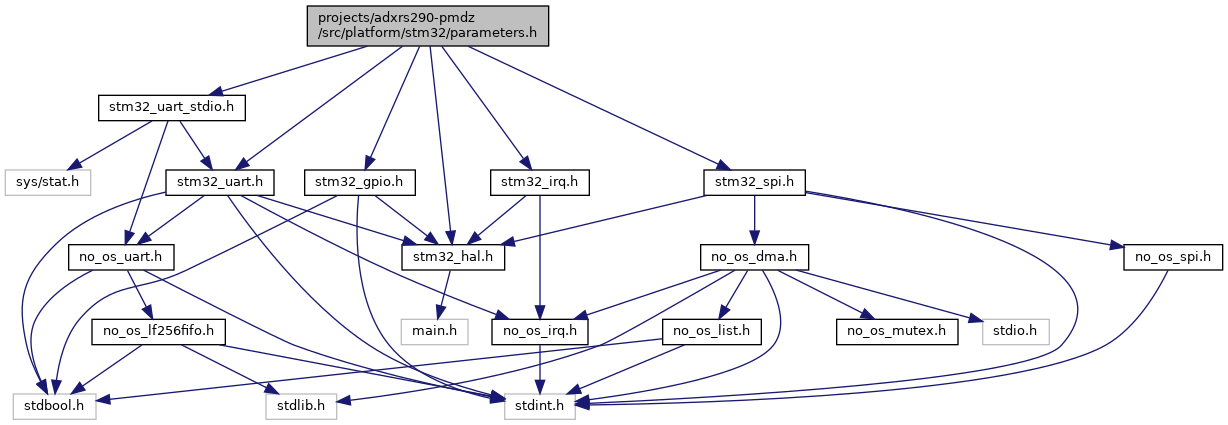 projects/adxrs290-pmdz
/src/platform/stm32/parameters.h
stm32_uart_stdio.h
sys/stat.h
stm32_uart.h
stm32_gpio.h
stm32_irq.h
stm32_spi.h
no_os_uart.h
stm32_hal.h
no_os_dma.h
no_os_spi.h
no_os_lf256fifo.h
main.h
no_os_irq.h
no_os_list.h
no_os_mutex.h
stdio.h
stdbool.h
stdlib.h
stdint.h